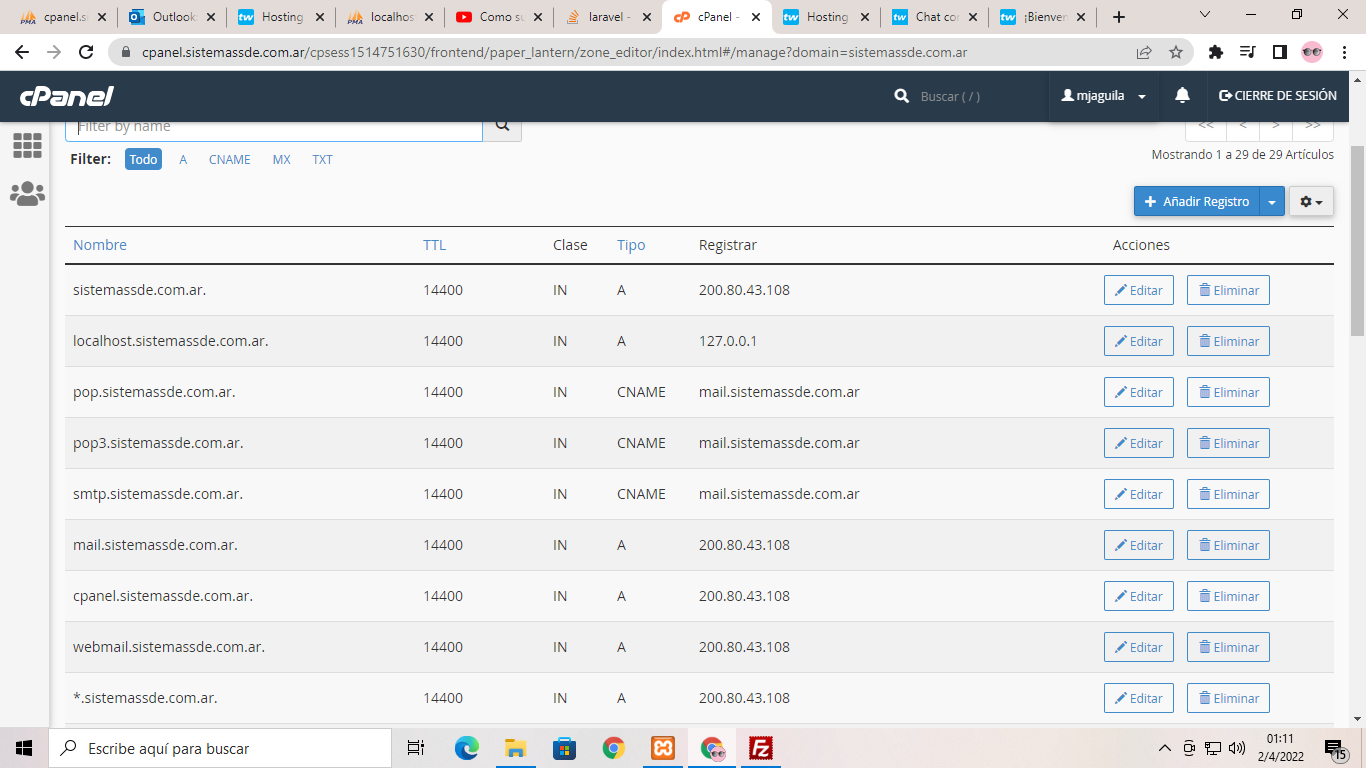 cpanel.si
Outlook
Hosting
localhos
Como su
laravel -
cPanel -
Hosting
Chat co
¡Bienven
cpanel.sistemassde.com.ar/cpsess1514751630/frontend/paper_lantern/zone_editor/index.html#/manage?domain=sistemassde.com.ar
cPanel
Buscar ( / )
mjaguila
CIERRE DE SESIÓN
Filter by name
<< < > >>
Filter: Todo A CNAME MX TXT
Mostrando 1 a 29 de 29 Artículos
+ Añadir Registro
Nombre TTL Clase Tipo Registrar Acciones
sistemassde.com.ar. 14400 IN A 200.80.43.108 Editar Eliminar
localhost.sistemassde.com.ar. 14400 IN A 127.0.0.1 Editar Eliminar
pop.sistemassde.com.ar. 14400 IN CNAME mail.sistemassde.com.ar Editar Eliminar
pop3.sistemassde.com.ar. 14400 IN CNAME mail.sistemassde.com.ar Editar Eliminar
smtp.sistemassde.com.ar. 14400 IN CNAME mail.sistemassde.com.ar Editar Eliminar
mail.sistemassde.com.ar. 14400 IN A 200.80.43.108 Editar Eliminar
cpanel.sistemassde.com.ar. 14400 IN A 200.80.43.108 Editar Eliminar
webmail.sistemassde.com.ar. 14400 IN A 200.80.43.108 Editar Eliminar
*.sistemassde.com.ar. 14400 IN A 200.80.43.108 Editar Eliminar
Escribe aquí para buscar
01:11
2/4/2022
15